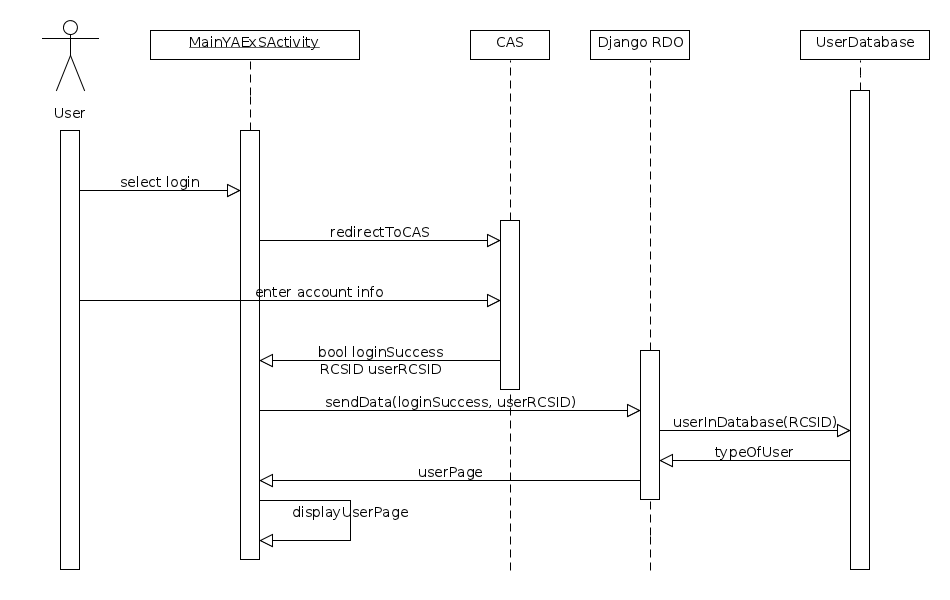 MainYAExSActivity
CAS
Django RDO
UserDatabase
User
select login
redirectToCAS
enter account info
bool loginSuccess
RCSID userRCSID
sendData(loginSuccess, userRCSID)
userInDatabase(RCSID)
typeOfUser
userPage
displayUserPage